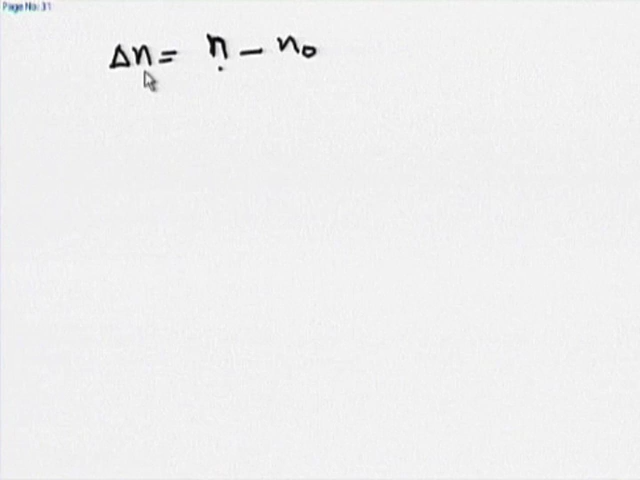 Page No: 31
Δn = n − n₀